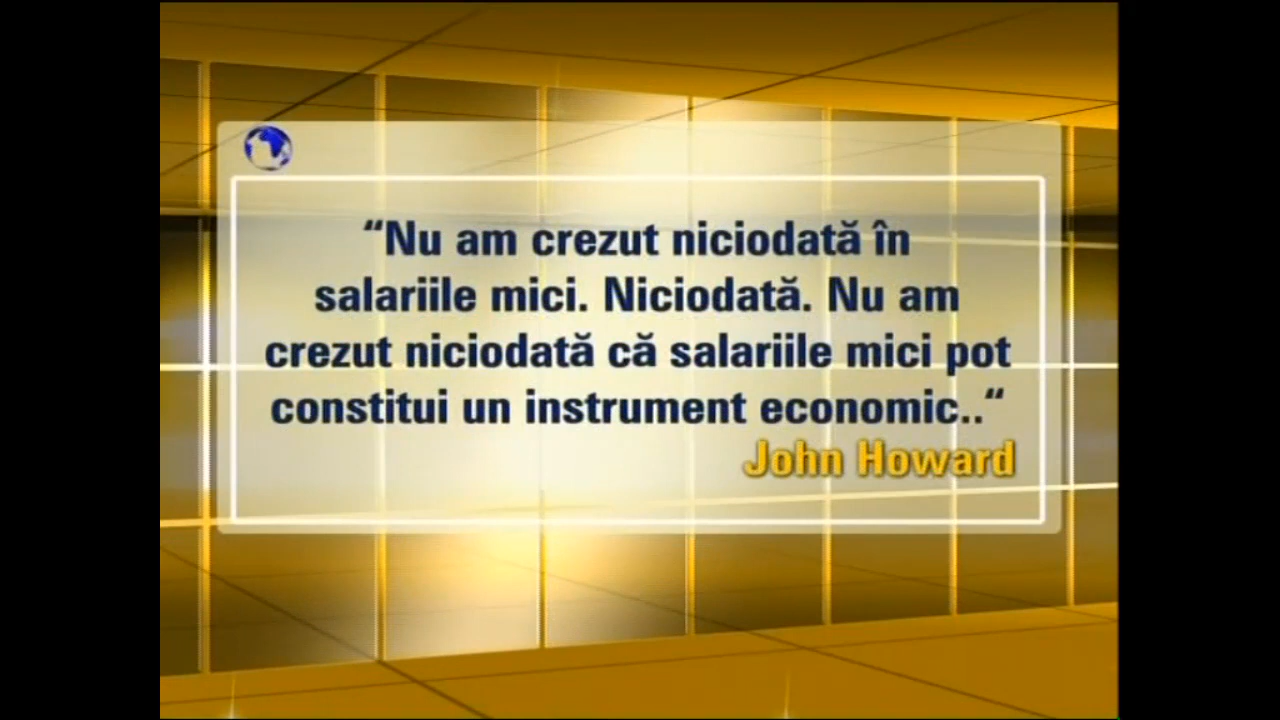 “Nu am crezut niciodată în
salariile mici. Niciodată. Nu am
crezut niciodată că salariile mici pot
constitui un instrument economic..“
John Howard